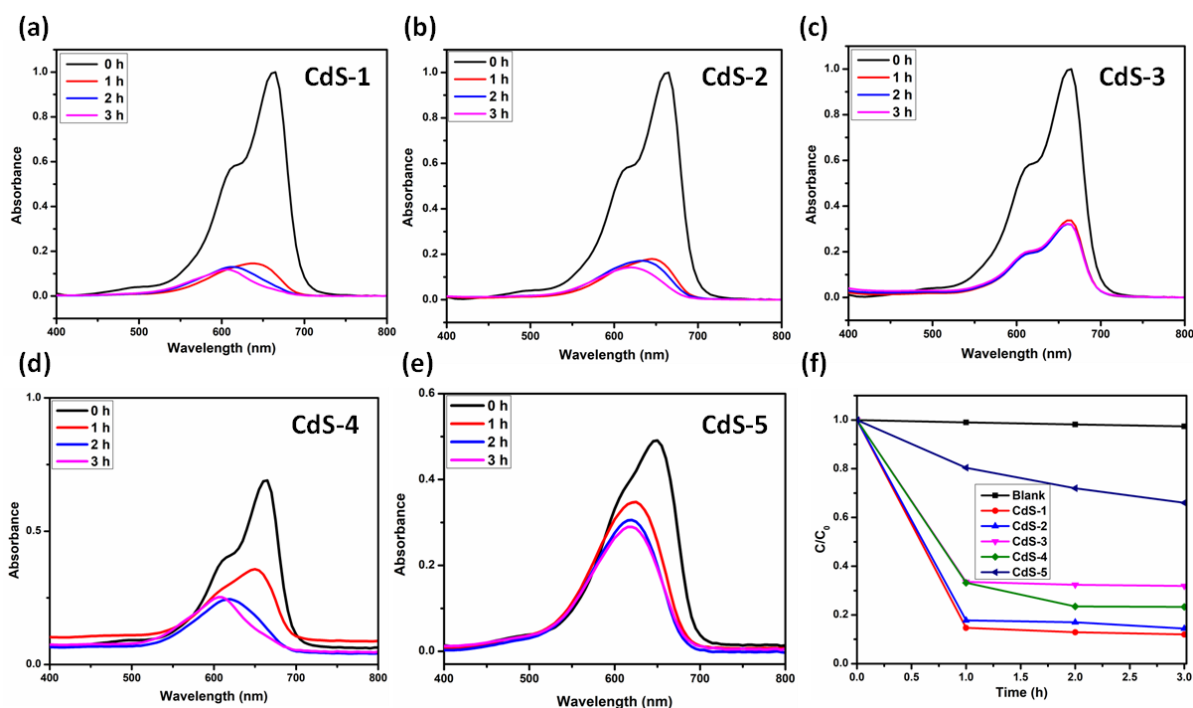 (a)
CdS-1
0 h
1 h
2 h
3 h
1.0
0.8
0.6
0.4
0.2
0.0
400
500
600
700
800
Absorbance
Wavelength (nm)
(b)
CdS-2
0 h
1 h
2 h
3 h
1.0
0.8
0.6
0.4
0.2
0.0
400
500
600
700
800
Absorbance
Wavelength (nm)
(c)
CdS-3
0 h
1 h
2 h
3 h
1.0
0.8
0.6
0.4
0.2
0.0
400
500
600
700
800
Absorbance
Wavelength (nm)
(d)
CdS-4
0 h
1 h
2 h
3 h
1.0
0.5
0.0
400
500
600
700
800
Absorbance
Wavelength (nm)
(e)
CdS-5
0 h
1 h
2 h
3 h
0.6
0.4
0.2
0.0
400
500
600
700
800
Absorbance
Wavelength (nm)
(f)
Blank
CdS-1
CdS-2
CdS-3
CdS-4
CdS-5
1.0
0.8
0.6
0.4
0.2
0.0
0.0
0.5
1.0
1.5
2.0
2.5
3.0
C/C₀
Time (h)